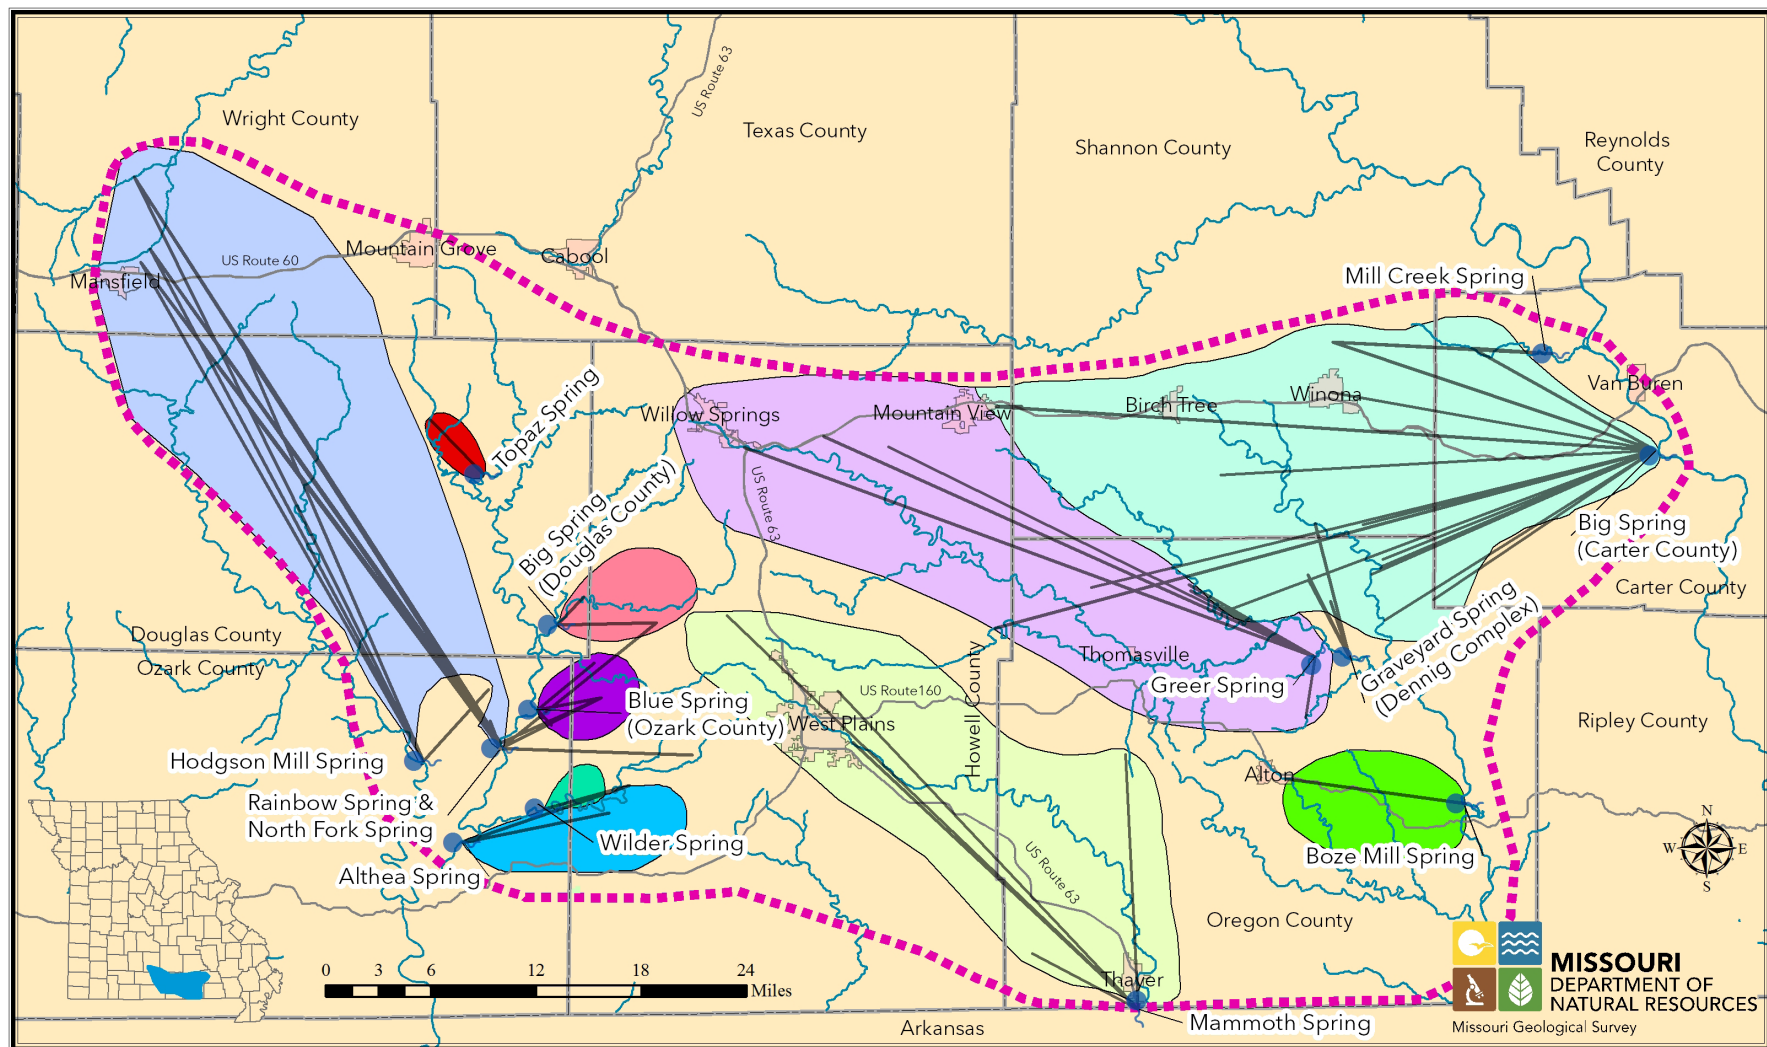 US Route 63
Wright County
Texas County
Shannon County
Reynolds
County
Mountain Grove
Cabool
US Route 60
Mansfield
Mill Creek Spring
Van Buren
Winona
Birch Tree
Mountain View
Willow Springs
Topaz Spring
US Route 63
Big Spring
(Douglas County)
Big Spring
(Carter County)
Carter County
Graveyard Spring
(Dennig Complex)
Douglas County
Ozark County
Thomasville
Greer Spring
Howell County
US Route160
Blue Spring
(Ozark County)
West Plains
Ripley County
Hodgson Mill Spring
Alton
Rainbow Spring &
North Fork Spring
Wilder Spring
Boze Mill Spring
Althea Spring
US Route 63
N
W
E
S
Oregon County
0 3 6 12 18 24
Miles
Thayer
Mammoth Spring
Arkansas
MISSOURI
DEPARTMENT OF
NATURAL RESOURCES
Missouri Geological Survey